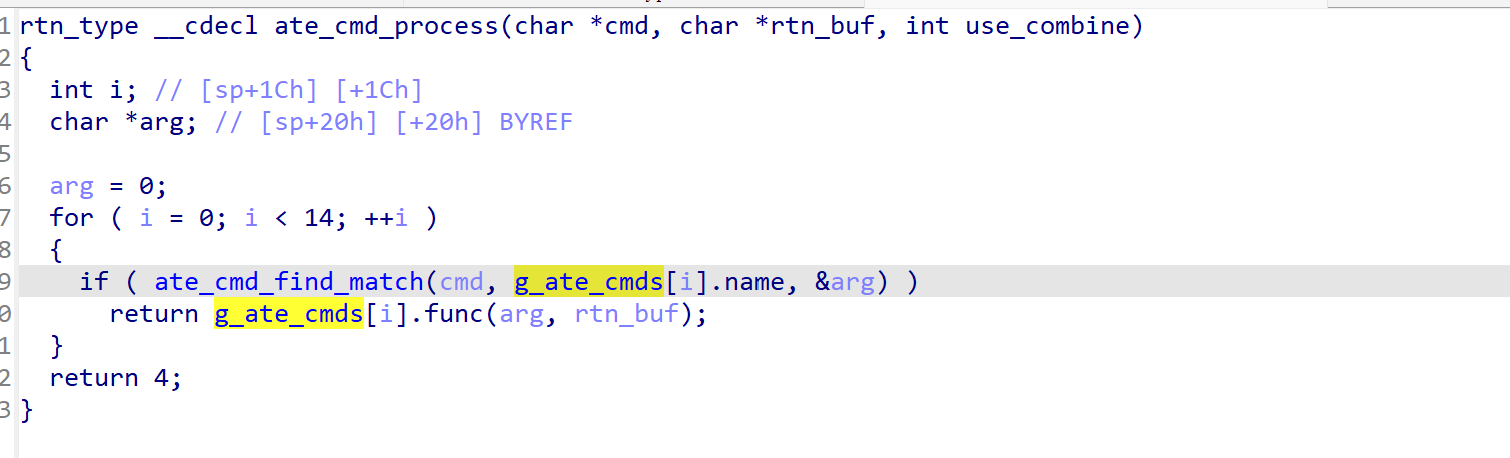 1 rtn_type __cdecl ate_cmd_process(char *cmd, char *rtn_buf, int use_combine)
2 {
3   int i; // [sp+1Ch] [+1Ch]
4   char *arg; // [sp+20h] [+20h] BYREF
5
6   arg = 0;
7   for ( i = 0; i < 14; ++i )
8   {
9     if ( ate_cmd_find_match(cmd, g_ate_cmds[i].name, &arg) )
0       return g_ate_cmds[i].func(arg, rtn_buf);
1   }
2   return 4;
3 }